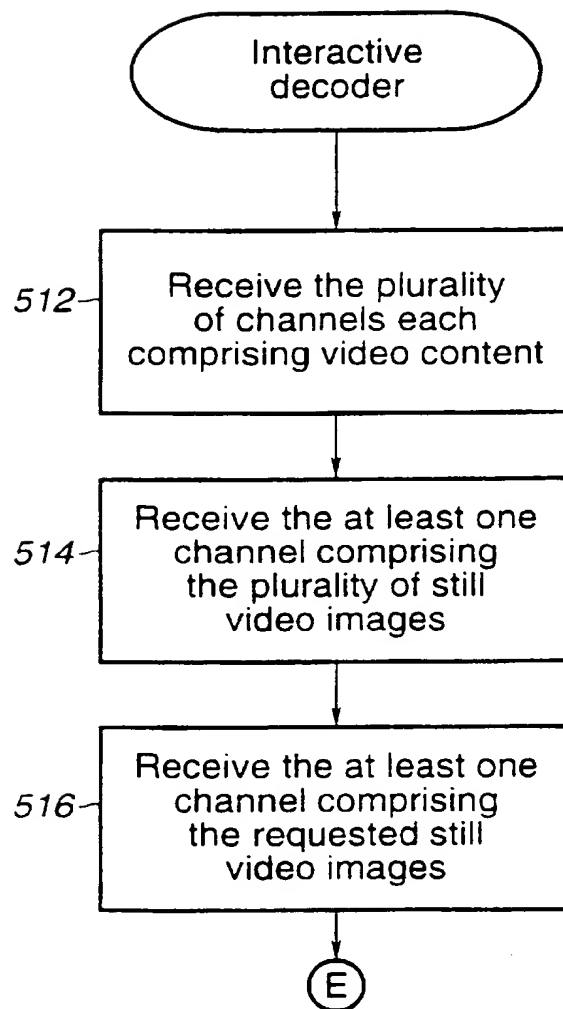 Interactive
decoder
512
Receive the plurality
of channels each
comprising video content
514
Receive the at least one
channel comprising
the plurality of still
video images
516
Receive the at least one
channel comprising
the requested still
video images
E